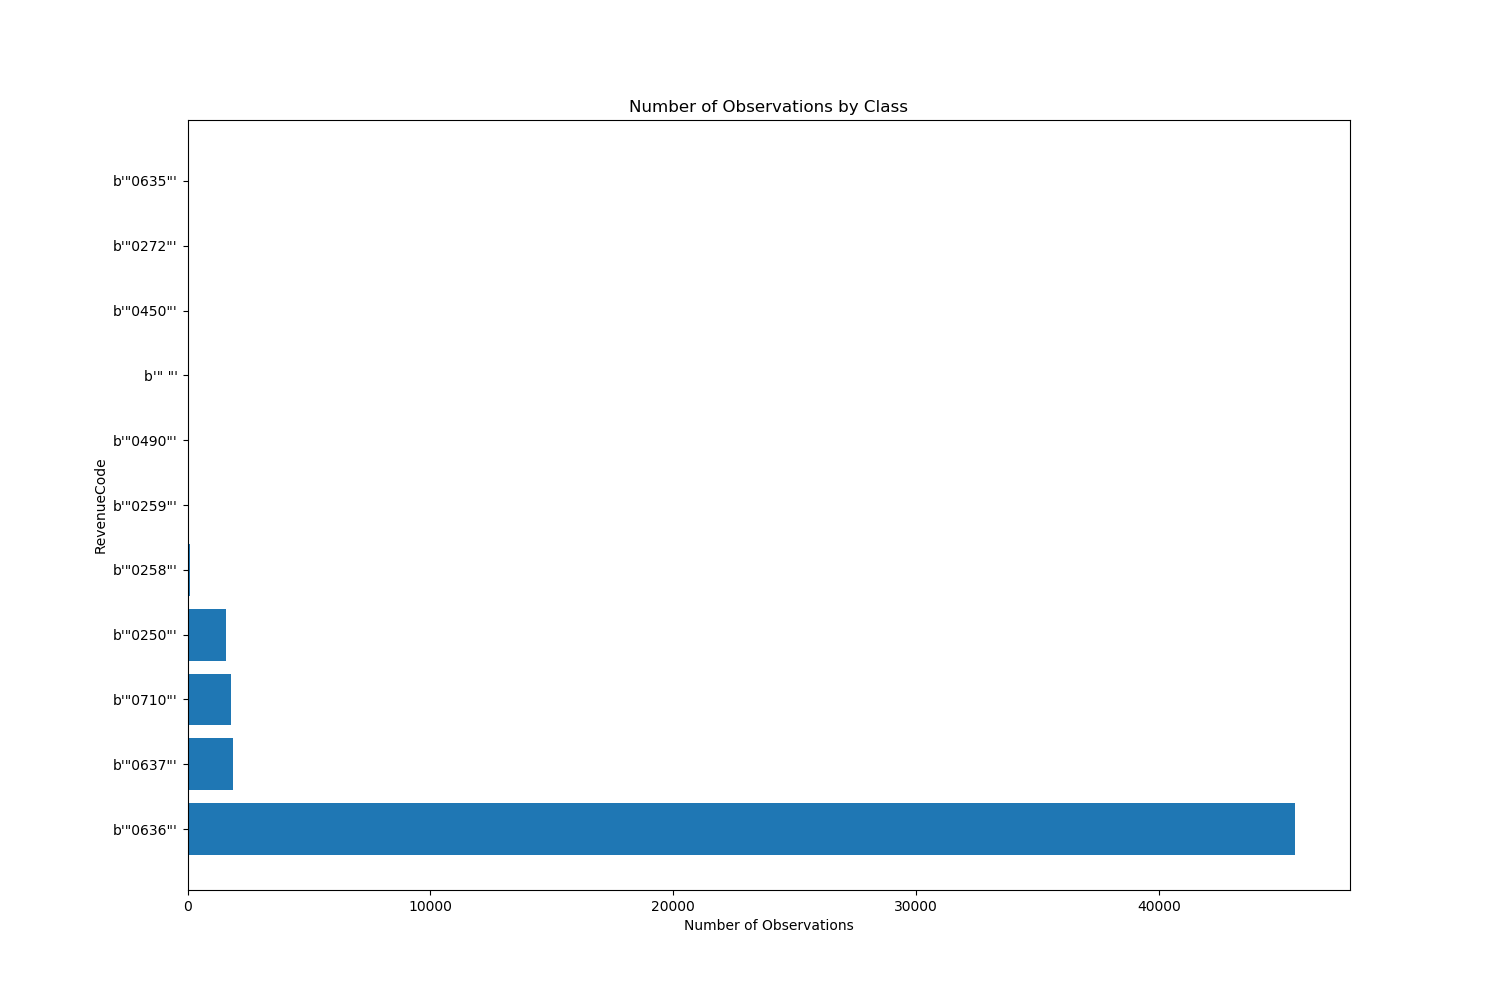 Number of Observations by Class
b'"0635"'
b'"0272"'
b'"0450"'
b'" "'
b'"0490"'
b'"0259"'
b'"0258"'
b'"0250"'
b'"0710"'
b'"0637"'
b'"0636"'
RevenueCode
0 10000 20000 30000 40000
Number of Observations